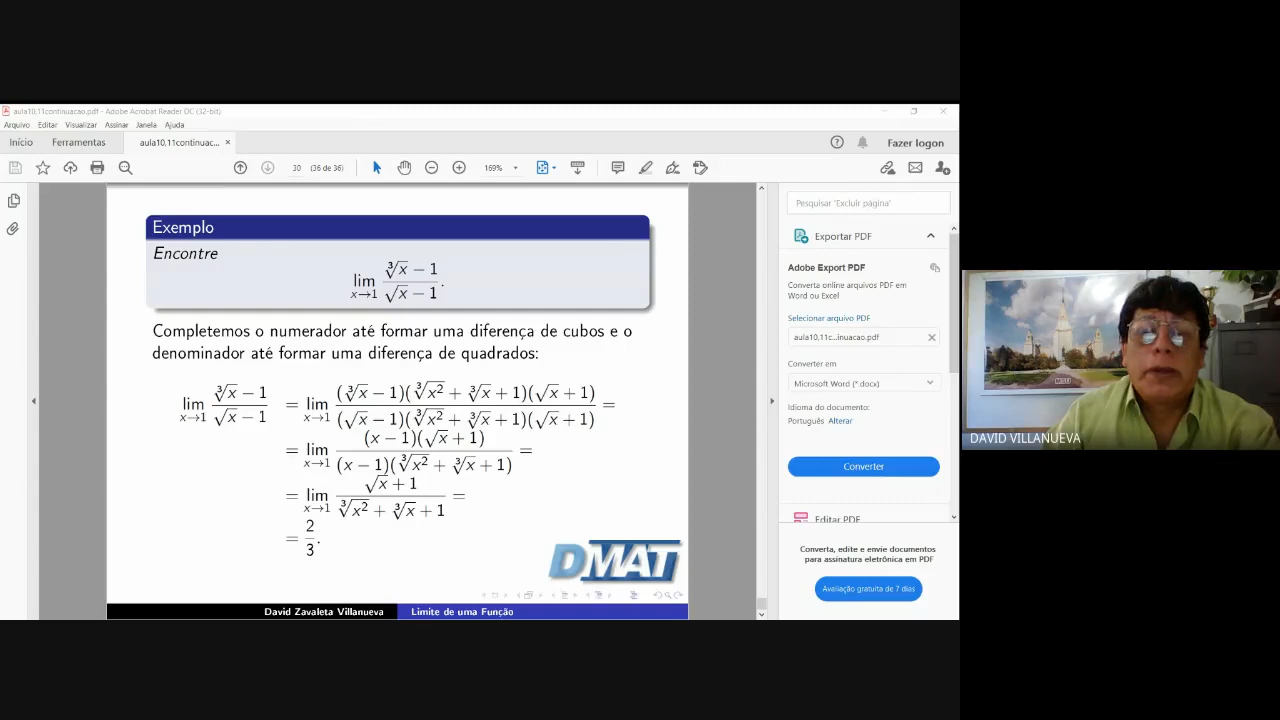 aula10,11continuacao.pdf - Adobe Acrobat Reader DC (32-bit)
Arquivo Editar Visualizar Assinar Janela Ajuda
Início Ferramentas aula10,11continuac... × Fazer logon
30 (36 de 36) 169%
Exemplo
Encontre
lim x→1 (∛x − 1)/(√x − 1).
Completemos o numerador até formar uma diferença de cubos e o
denominador até formar uma diferença de quadrados:
lim x→1 (∛x − 1)/(√x − 1) = lim x→1 ((∛x − 1)(∛x² + ∛x + 1)(√x + 1))/((√x − 1)(∛x² + ∛x + 1)(√x + 1)) =
= lim x→1 ((x − 1)(√x + 1))/((x − 1)(∛x² + ∛x + 1)) =
= lim x→1 (√x + 1)/(∛x² + ∛x + 1) =
= 2/3.
DMAT
David Zavaleta Villanueva Limite de uma Função
Pesquisar 'Excluir página'
Exportar PDF
Adobe Export PDF
Converta online arquivos PDF em
Word ou Excel
Selecionar arquivo PDF
aula10,11c...inuacao.pdf
Converter em
Microsoft Word (*.docx)
Idioma do documento:
Português Alterar
Converter
Editar PDF
Converta, edite e envie documentos
para assinatura eletrônica em PDF
Avaliação gratuita de 7 dias
DAVID VILLANUEVA